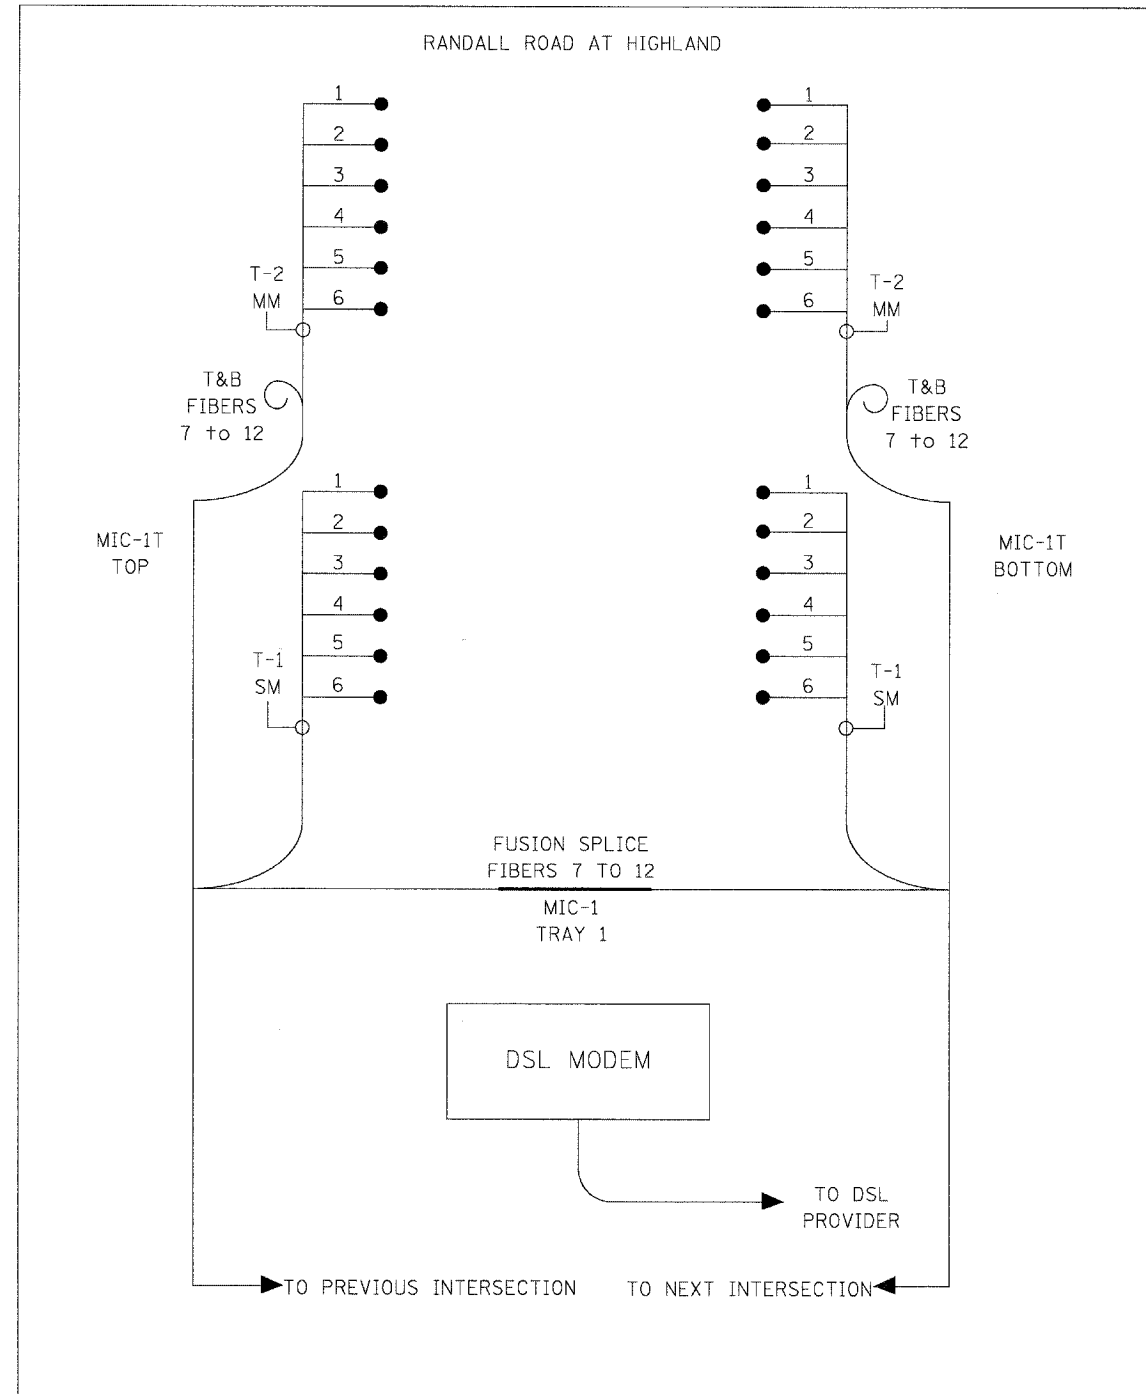 RANDALL ROAD AT HIGHLAND
1
2
3
4
5
6
T-2
MM
T&B
FIBERS
7 to 12
MIC-1T
TOP
1
2
3
4
5
6
T-1
SM
1
2
3
4
5
6
T-2
MM
T&B
FIBERS
7 to 12
MIC-1T
BOTTOM
1
2
3
4
5
6
T-1
SM
FUSION SPLICE
FIBERS 7 TO 12
MIC-1
TRAY 1
DSL MODEM
TO DSL
PROVIDER
TO PREVIOUS INTERSECTION
TO NEXT INTERSECTION